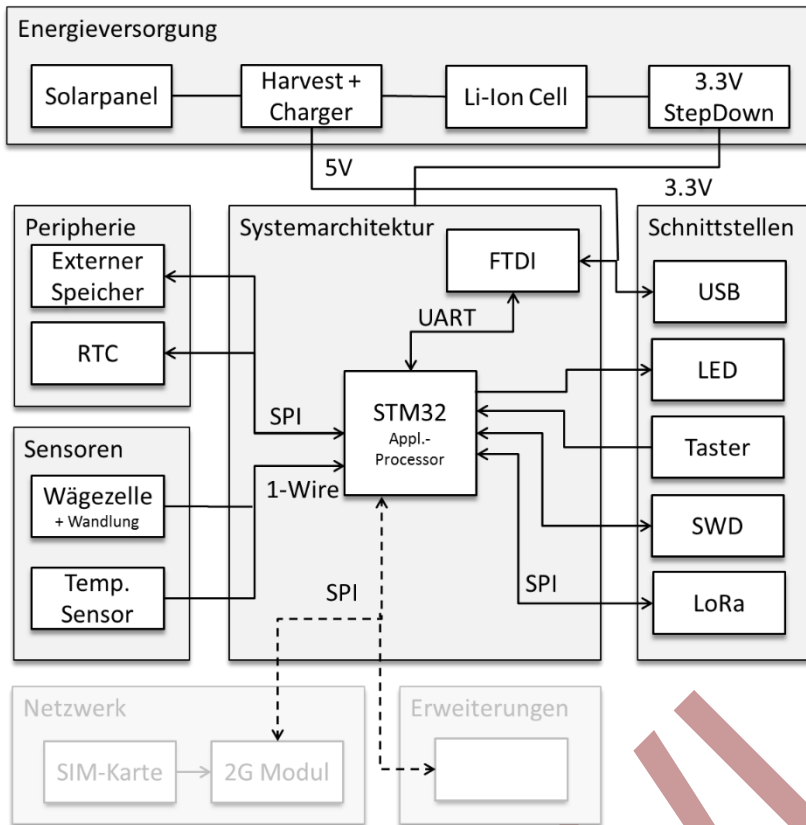 Energieversorgung
Solarpanel
Harvest +
Charger
Li-Ion Cell
3.3V
StepDown
5V
3.3V
Peripherie
Externer
Speicher
RTC
Systemarchitektur
FTDI
UART
STM32
Appl.-
Processor
SPI
1-Wire
SPI
SPI
Schnittstellen
USB
LED
Taster
SWD
LoRa
Sensoren
Wägezelle
+ Wandlung
Temp.
Sensor
Netzwerk
SIM-Karte
2G Modul
Erweiterungen